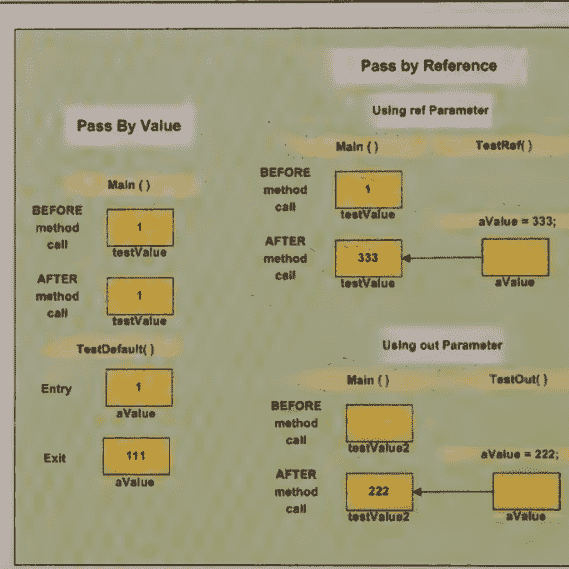 Pass By Value
Main ( )
BEFORE
method
call
1
testValue
AFTER
method
call
1
testValue
TestDefault( )
Entry
1
aValue
Exit
111
aValue
Pass by Reference
Using ref Parameter
Main ( )
TestRef( )
BEFORE
method
call
1
testValue
aValue = 333;
AFTER
method
call
333
testValue
aValue
Using out Parameter
Main ( )
TestOut( )
BEFORE
method
call
testValue2
aValue = 222;
AFTER
method
call
222
testValue2
aValue